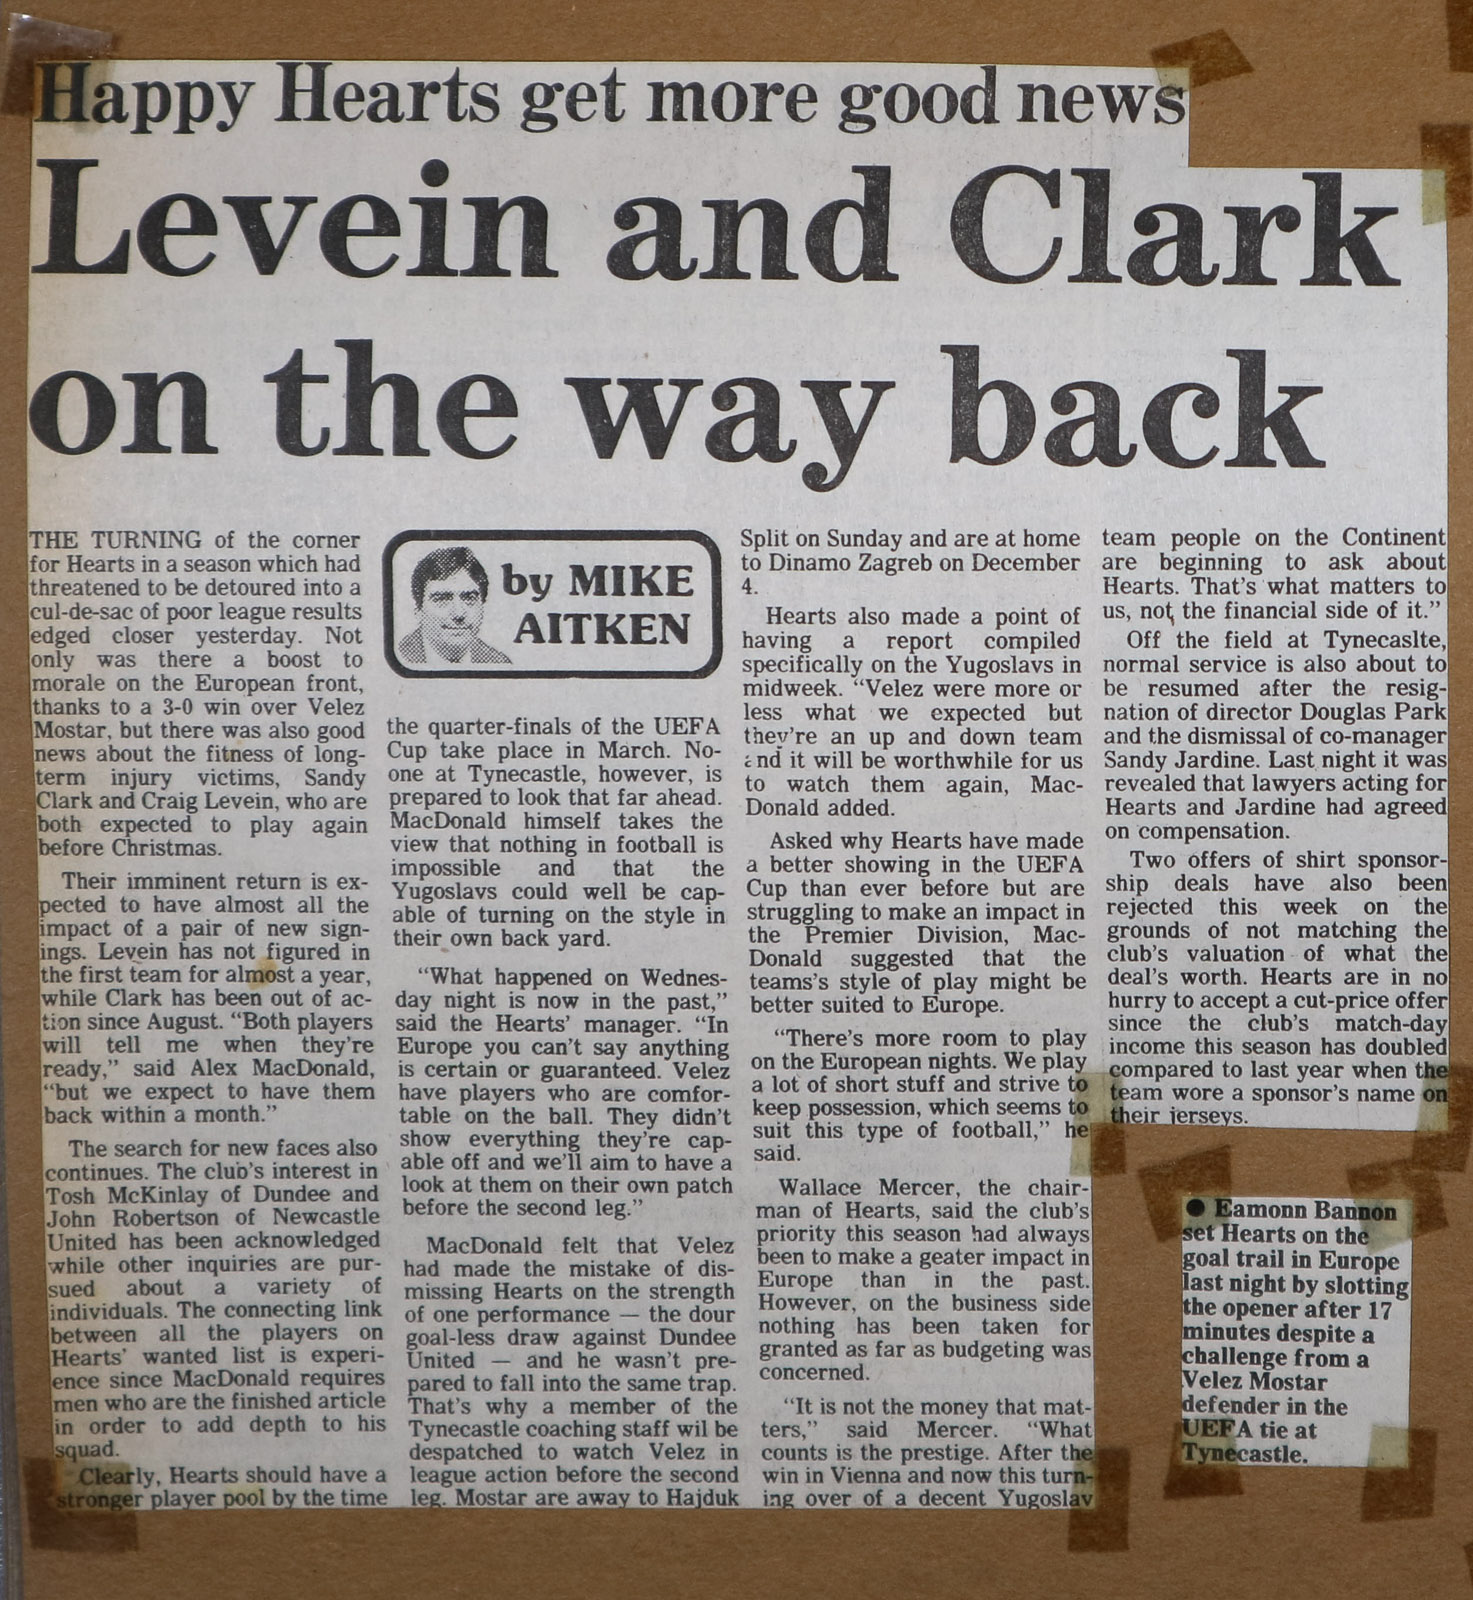 Happy Hearts get more good news
Levein and Clark
on the way back
THE TURNING of the corner
for Hearts in a season which had
threatened to be detoured into a
cul-de-sac of poor league results
edged closer yesterday. Not
only was there a boost to
morale on the European front,
thanks to a 3-0 win over Velez
Mostar, but there was also good
news about the fitness of long-
term injury victims, Sandy
Clark and Craig Levein, who are
both expected to play again
before Christmas.
Their imminent return is ex-
pected to have almost all the
impact of a pair of new sign-
ings. Levein has not figured in
the first team for almost a year,
while Clark has been out of ac-
tion since August. “Both players
will tell me when they’re
ready,” said Alex MacDonald,
“but we expect to have them
back within a month.”
The search for new faces also
continues. The club’s interest in
Tosh McKinlay of Dundee and
John Robertson of Newcastle
United has been acknowledged
while other inquiries are pur-
sued about a variety of
individuals. The connecting link
between all the players on
Hearts’ wanted list is experi-
ence since MacDonald requires
men who are the finished article
in order to add depth to his
squad.
Clearly, Hearts should have a
stronger player pool by the time
by MIKE
AITKEN
the quarter-finals of the UEFA
Cup take place in March. No-
one at Tynecastle, however, is
prepared to look that far ahead.
MacDonald himself takes the
view that nothing in football is
impossible and that the
Yugoslavs could well be cap-
able of turning on the style in
their own back yard.
“What happened on Wednes-
day night is now in the past,”
said the Hearts’ manager. “In
Europe you can’t say anything
is certain or guaranteed. Velez
have players who are comfor-
table on the ball. They didn’t
show everything they’re cap-
able off and we’ll aim to have a
look at them on their own patch
before the second leg.”
MacDonald felt that Velez
had made the mistake of dis-
missing Hearts on the strength
of one performance — the dour
goal-less draw against Dundee
United — and he wasn’t pre-
pared to fall into the same trap.
That’s why a member of the
Tynecastle coaching staff wil be
despatched to watch Velez in
league action before the second
leg. Mostar are away to Hajduk
Split on Sunday and are at home
to Dinamo Zagreb on December
4.
Hearts also made a point of
having a report compiled
specifically on the Yugoslavs in
midweek. “Velez were more or
less what we expected but
they’re an up and down team
and it will be worthwhile for us
to watch them again, Mac-
Donald added.
Asked why Hearts have made
a better showing in the UEFA
Cup than ever before but are
struggling to make an impact in
the Premier Division, Mac-
Donald suggested that the
teams’s style of play might be
better suited to Europe.
“There’s more room to play
on the European nights. We play
a lot of short stuff and strive to
keep possession, which seems to
suit this type of football,” he
said.
Wallace Mercer, the chair-
man of Hearts, said the club’s
priority this season had always
been to make a geater impact in
Europe than in the past.
However, on the business side
nothing has been taken for
granted as far as budgeting was
concerned.
“It is not the money that mat-
ters,” said Mercer. “What
counts is the prestige. After the
win in Vienna and now this turn-
ing over of a decent Yugoslav
team people on the Continent
are beginning to ask about
Hearts. That’s what matters to
us, not the financial side of it.”
Off the field at Tynecaslte,
normal service is also about to
be resumed after the resig-
nation of director Douglas Park
and the dismissal of co-manager
Sandy Jardine. Last night it was
revealed that lawyers acting for
Hearts and Jardine had agreed
on compensation.
Two offers of shirt sponsor-
ship deals have also been
rejected this week on the
grounds of not matching the
club’s valuation of what the
deal’s worth. Hearts are in no
hurry to accept a cut-price offer
since the club’s match-day
income this season has doubled
compared to last year when the
team wore a sponsor’s name on
their jerseys.
● Eamonn Bannon
set Hearts on the
goal trail in Europe
last night by slotting
the opener after 17
minutes despite a
challenge from a
Velez Mostar
defender in the
UEFA tie at
Tynecastle.